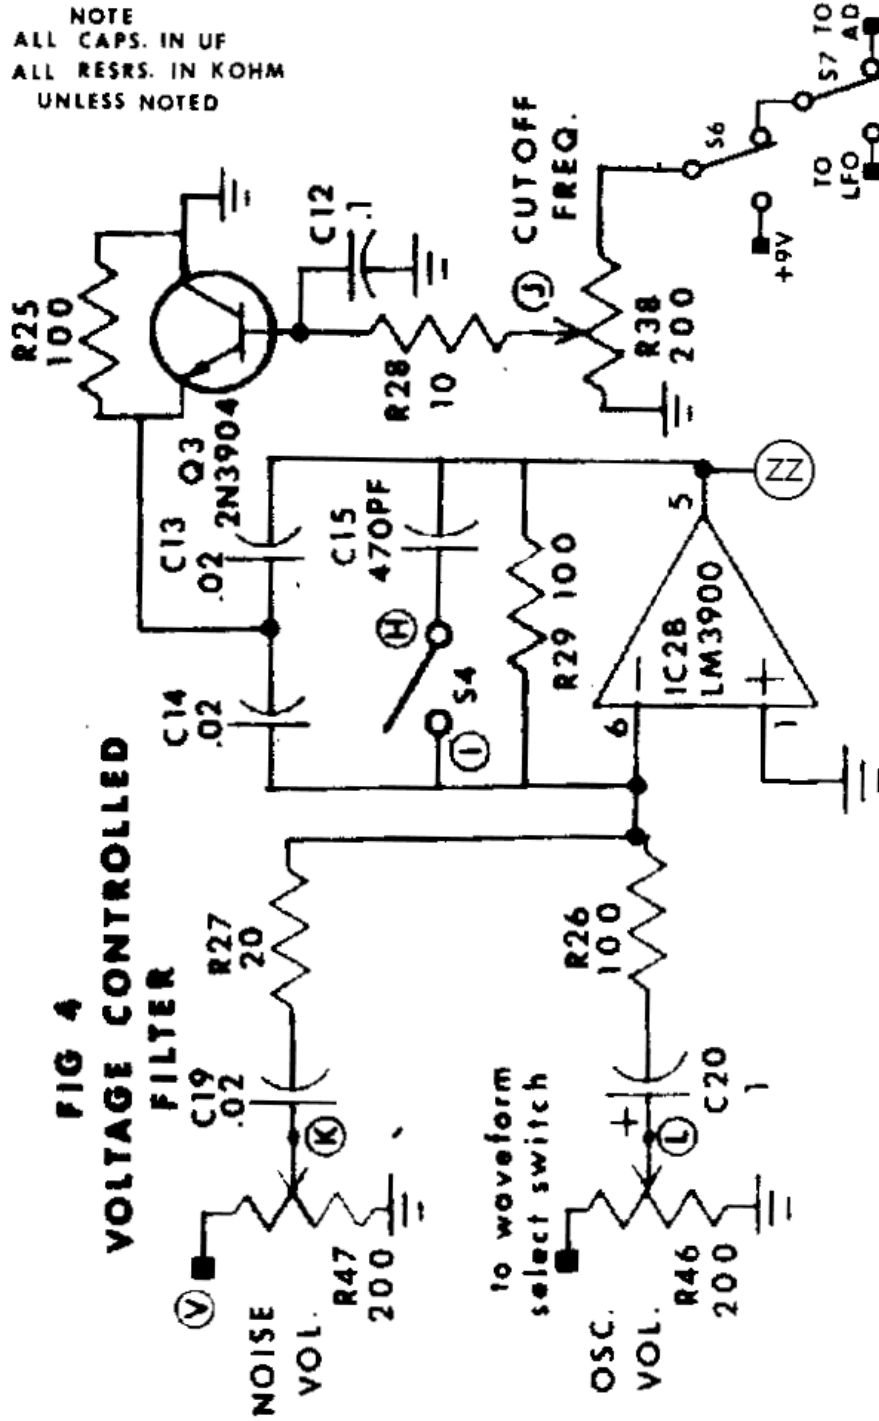 NOTE
ALL CAPS. IN UF
ALL RESRS. IN KOHM
UNLESS NOTED
FIG 4
VOLTAGE CONTROLLED
FILTER
R25
100
Q3
2N3904
C12
.1
R28
10
J
CUTOFF
FREQ.
R38
200
S6
S7
TO
AD
TO
LFO
+9V
C13
.02
C14
.02
C15
470PF
H
S4
I
R29 100
6
5
1
IC2B
LM3900
ZZ
R27
20
C19
.02
K
V
NOISE
VOL.
R47
200
R26
100
C20
1
+
L
to waveform
select switch
OSC.
VOL.
R46
200